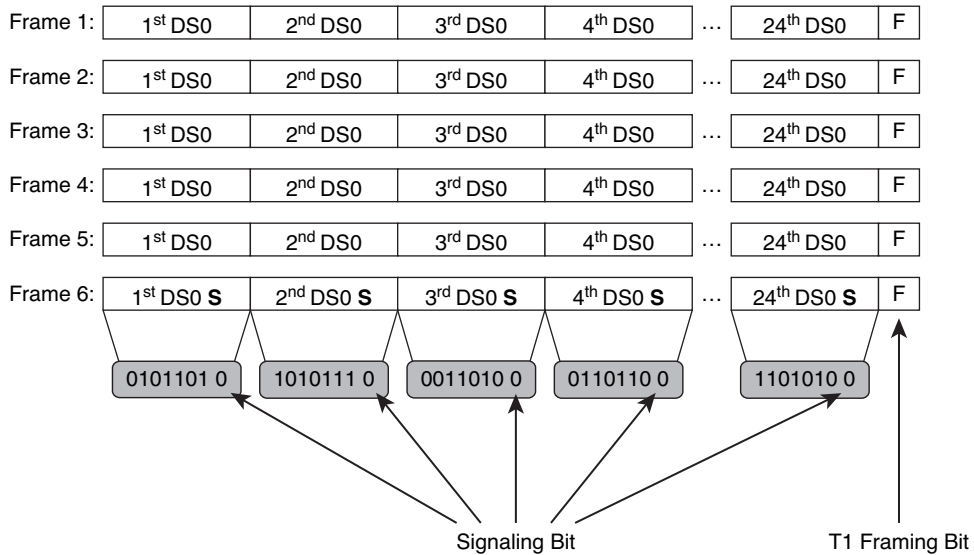 Frame 1: 1st DS0 2nd DS0 3rd DS0 4th DS0 ... 24th DS0 F
Frame 2: 1st DS0 2nd DS0 3rd DS0 4th DS0 ... 24th DS0 F
Frame 3: 1st DS0 2nd DS0 3rd DS0 4th DS0 ... 24th DS0 F
Frame 4: 1st DS0 2nd DS0 3rd DS0 4th DS0 ... 24th DS0 F
Frame 5: 1st DS0 2nd DS0 3rd DS0 4th DS0 ... 24th DS0 F
Frame 6: 1st DS0 S 2nd DS0 S 3rd DS0 S 4th DS0 S ... 24th DS0 S F
0101101 0 1010111 0 0011010 0 0110110 0 1101010 0
Signaling Bit T1 Framing Bit